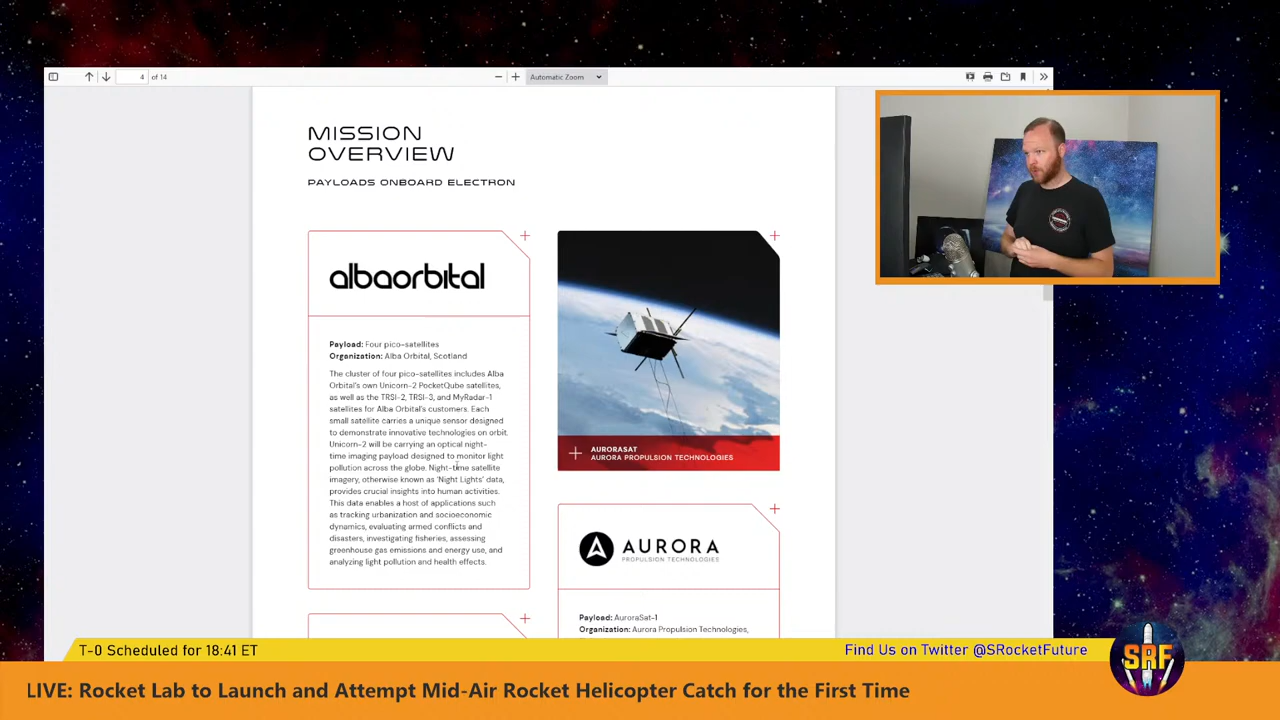 4 of 14
Automatic Zoom
MISSION
OVERVIEW
PAYLOADS ONBOARD ELECTRON
albaorbital
Payload: Four pico-satellites
Organization: Alba Orbital, Scotland
The cluster of four pico-satellites includes Alba
Orbital's own Unicorn-2 PocketQube satellites,
as well as the TRSI-2, TRSI-3, and MyRadar-1
satellites for Alba Orbital's customers. Each
small satellite carries a unique sensor designed
to demonstrate innovative technologies on orbit.
Unicorn-2 will be carrying an optical night-
time imaging payload designed to monitor light
pollution across the globe. Night-time satellite
imagery, otherwise known as 'Night Lights' data,
provides crucial insights into human activities.
This data enables a host of applications such
as tracking urbanization and socioeconomic
dynamics, evaluating armed conflicts and
disasters, investigating fisheries, assessing
greenhouse gas emissions and energy use, and
analyzing light pollution and health effects.
AURORASAT
AURORA PROPULSION TECHNOLOGIES
AURORA
PROPULSION TECHNOLOGIES
Payload: AuroraSat-1
Organization: Aurora Propulsion Technologies,
T-0 Scheduled for 18:41 ET
Find Us on Twitter @SRocketFuture
SRF
LIVE: Rocket Lab to Launch and Attempt Mid-Air Rocket Helicopter Catch for the First Time